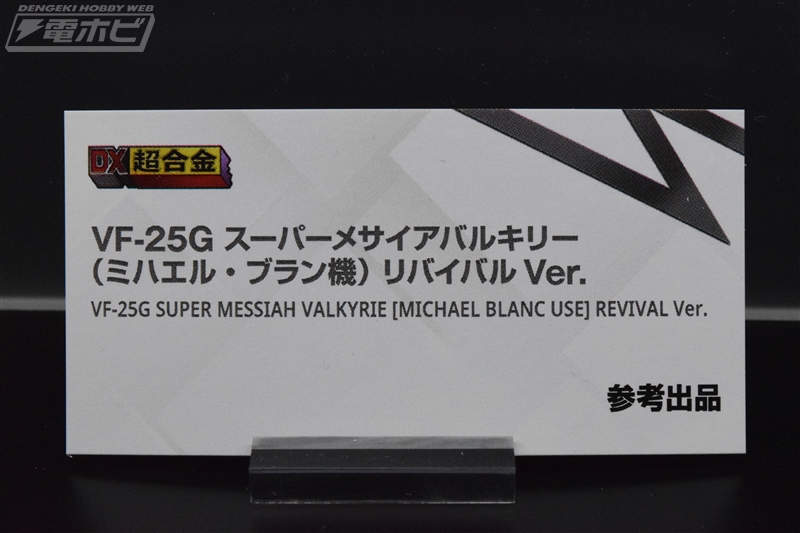 DENGEKI HOBBY WEB
電ホビ
DX超合金
VF-25G スーパーメサイアバルキリー
（ミハエル・ブラン機）リバイバル Ver.
VF-25G SUPER MESSIAH VALKYRIE [MICHAEL BLANC USE] REVIVAL Ver.
参考出品